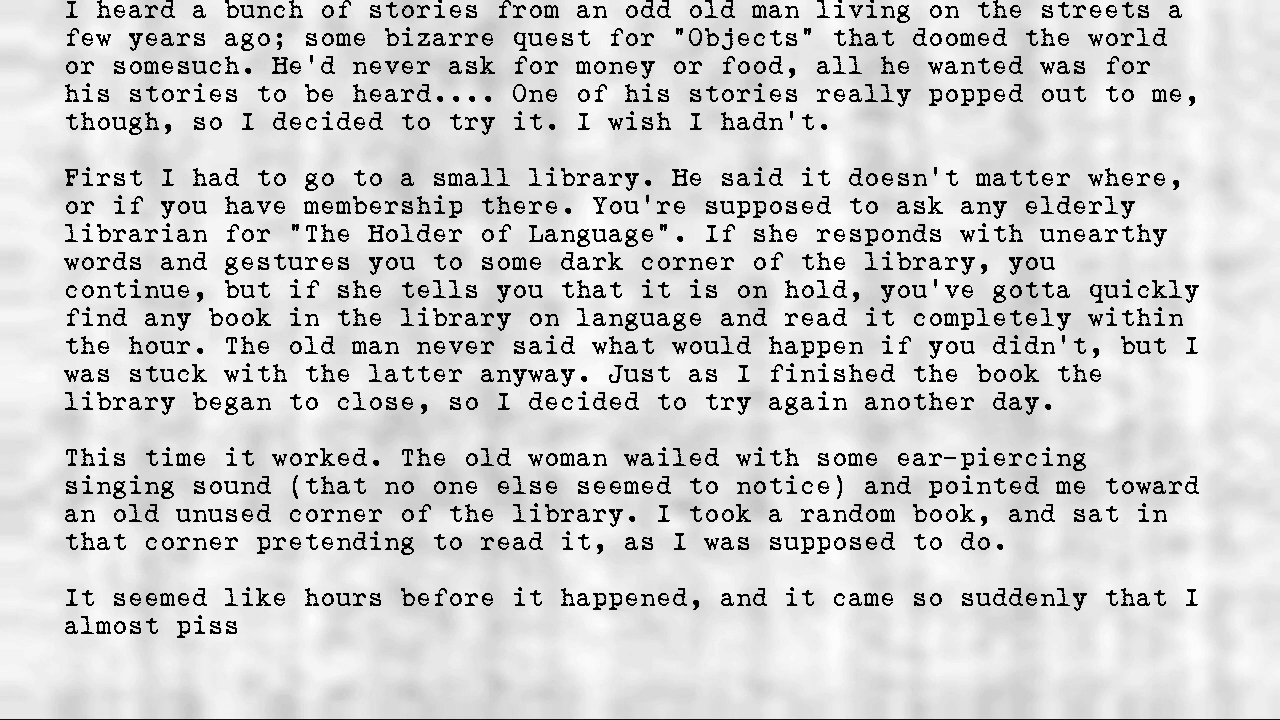 I heard a bunch of stories from an odd old man living on the streets a
few years ago; some bizarre quest for "Objects" that doomed the world
or somesuch. He'd never ask for money or food, all he wanted was for
his stories to be heard.... One of his stories really popped out to me,
though, so I decided to try it. I wish I hadn't.
First I had to go to a small library. He said it doesn't matter where,
or if you have membership there. You're supposed to ask any elderly
librarian for "The Holder of Language". If she responds with unearthy
words and gestures you to some dark corner of the library, you
continue, but if she tells you that it is on hold, you've gotta quickly
find any book in the library on language and read it completely within
the hour. The old man never said what would happen if you didn't, but I
was stuck with the latter anyway. Just as I finished the book the
library began to close, so I decided to try again another day.
This time it worked. The old woman wailed with some ear-piercing
singing sound (that no one else seemed to notice) and pointed me toward
an old unused corner of the library. I took a random book, and sat in
that corner pretending to read it, as I was supposed to do.
It seemed like hours before it happened, and it came so suddenly that I
almost piss